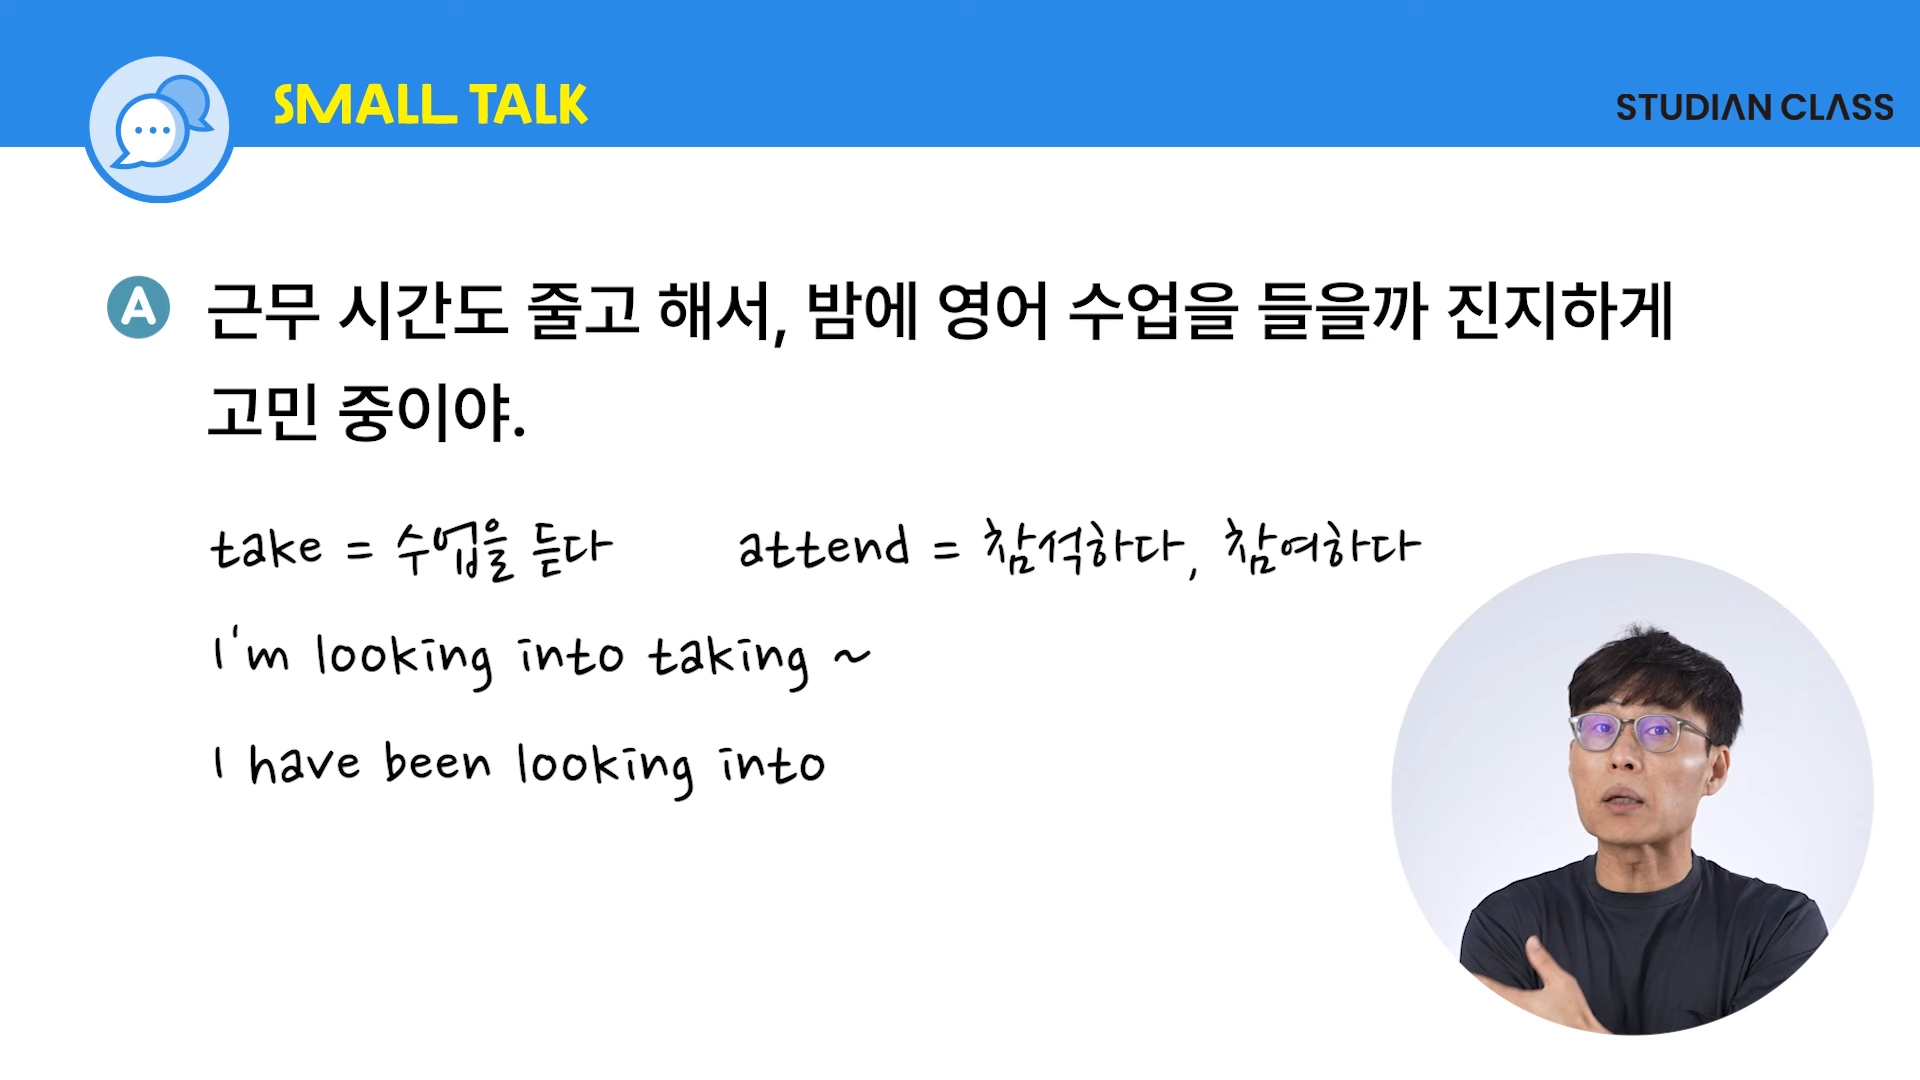 SMALL TALK
STUDIAN CLASS
A 근무 시간도 줄고 해서, 밤에 영어 수업을 들을까 진지하게
고민 중이야.
take = 수업을 듣다 attend = 참석하다, 참여하다
I'm looking into taking ~
I have been looking into